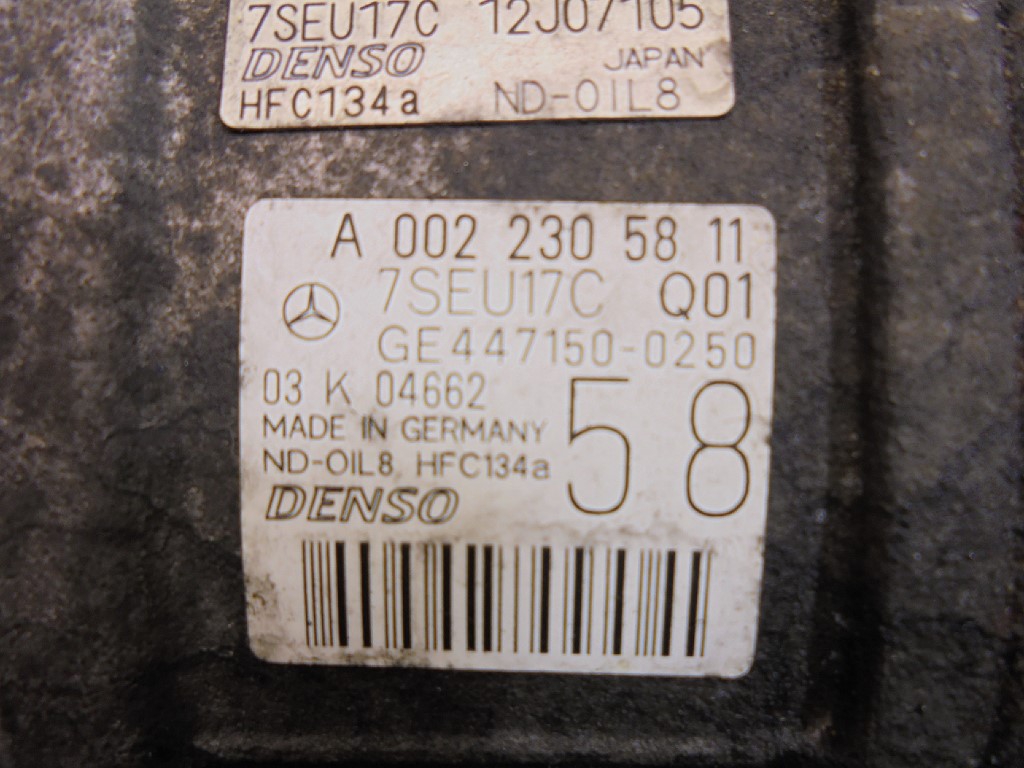 7SEU17C 12J07105
DENSO JAPAN
HFC134a ND-OIL8
A 002 230 58 11
7SEU17C Q01
GE447150-0250
03 K 04662
58
MADE IN GERMANY
ND-OIL8 HFC134a
DENSO